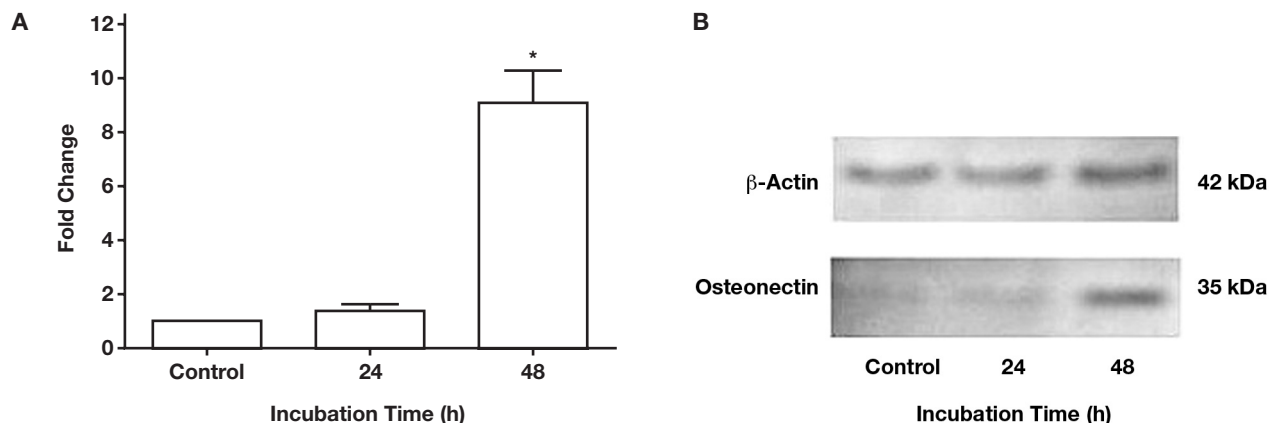 A
12
10
8
6
4
2
0
Fold Change
*
Control 24 48
Incubation Time (h)
B
β-Actin 42 kDa
Osteonectin 35 kDa
Control 24 48
Incubation Time (h)